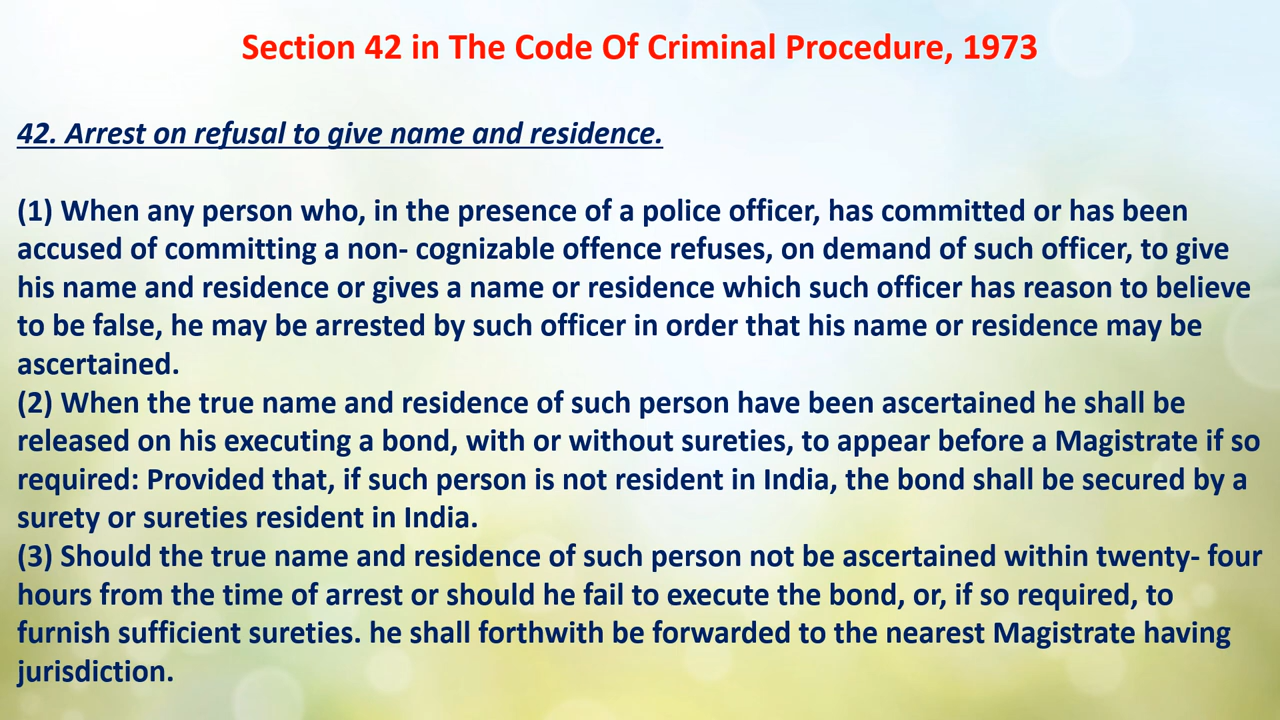 Section 42 in The Code Of Criminal Procedure, 1973
42. Arrest on refusal to give name and residence.
(1) When any person who, in the presence of a police officer, has committed or has been
accused of committing a non- cognizable offence refuses, on demand of such officer, to give
his name and residence or gives a name or residence which such officer has reason to believe
to be false, he may be arrested by such officer in order that his name or residence may be
ascertained.
(2) When the true name and residence of such person have been ascertained he shall be
released on his executing a bond, with or without sureties, to appear before a Magistrate if so
required: Provided that, if such person is not resident in India, the bond shall be secured by a
surety or sureties resident in India.
(3) Should the true name and residence of such person not be ascertained within twenty- four
hours from the time of arrest or should he fail to execute the bond, or, if so required, to
furnish sufficient sureties. he shall forthwith be forwarded to the nearest Magistrate having
jurisdiction.